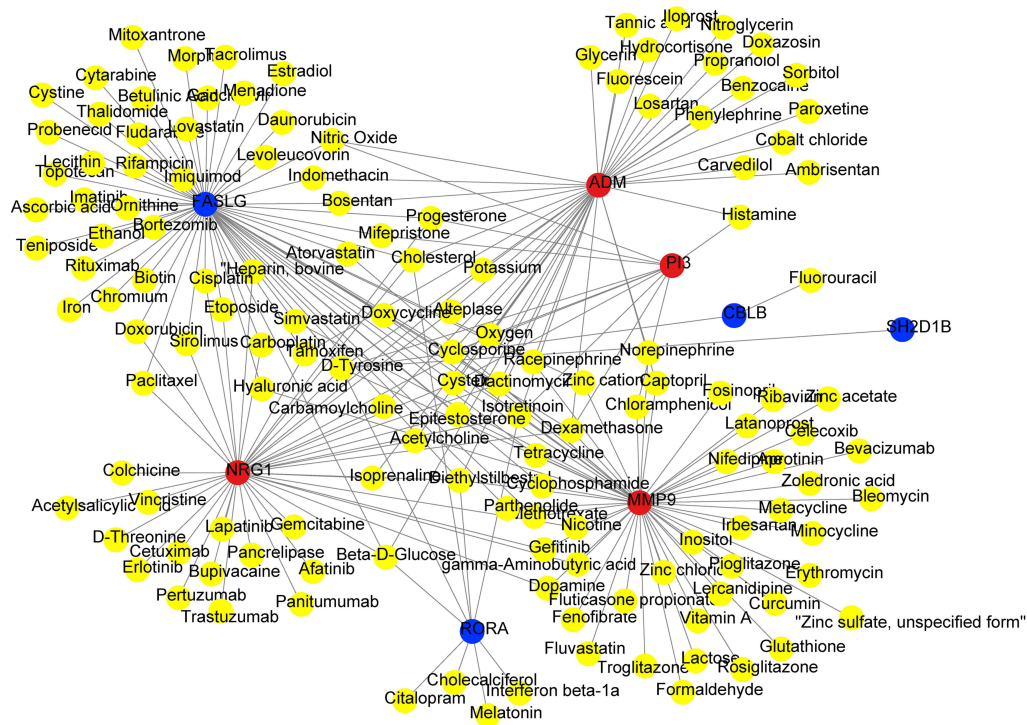 Iloprost
Nitroglycerin
Mitoxantrone
Tacrolimus
Hydrocortisone
Doxazosin
Glycerin
Propranolol
Estradiol
Cytarabine
Fluorescein
Sorbitol
Cystine
Menadione
Benzocaine
Thalidomide
Losartan
Paroxetine
Daunorubicin
Phenylephrine
Probenecid
Lovastatin
Nitric Oxide
Cobalt chloride
Lecithin
Rifampicin
Levoleucovorin
Carvedilol
Ambrisentan
Imiquimod
Indomethacin
ADM
Imatinib
FASLG
Bosentan
Ascorbic acid
Ornithine
Progesterone
Histamine
Bortezomib
Teniposide
Ethanol
Mifepristone
Atorvastatin
Cholesterol
Rituximab
"Heparin, bovine
Potassium
PI3
Biotin
Cisplatin
Fluorouracil
Iron
Chromium
Etoposide
Alteplase
CBLB
Doxorubicin
Simvastatin
Doxycycline
Oxygen
SH2D1B
Sirolimus
Carboplatin
Tamoxifen
Cyclosporine
Racepinephrine
Norepinephrine
D-Tyrosine
Paclitaxel
Hyaluronic acid
Zinc cation
Captopril
Fosinopril
Ribavirin
Zinc acetate
Carbamoylcholine
Isotretinoin
Chloramphenicol
Epitestosterone
Dexamethasone
Latanoprost
Celecoxib
Acetylcholine
Tetracycline
Bevacizumab
Colchicine
NRG1
Isoprenaline
Nifedipine
Aprotinin
Cyclophosphamide
Zoledronic acid
Bleomycin
Vincristine
Parthenolide
MMP9
Metacycline
Lapatinib
Gemcitabine
Nicotine
Irbesartan
Minocycline
D-Threonine
Inositol
Cetuximab
Pancrelipase
Beta-D-Glucose
Gefitinib
Erlotinib
Bupivacaine
Afatinib
gamma-Aminobutyric acid
Pioglitazone
Erythromycin
Pertuzumab
Panitumumab
Dopamine
Lercanidipine
Trastuzumab
Fluticasone propionate
Curcumin
Fenofibrate
Vitamin A
"Zinc sulfate, unspecified form"
RORA
Fluvastatin
Glutathione
Troglitazone
Lactose
Rosiglitazone
Cholecalciferol
Interferon beta-1a
Formaldehyde
Citalopram
Melatonin